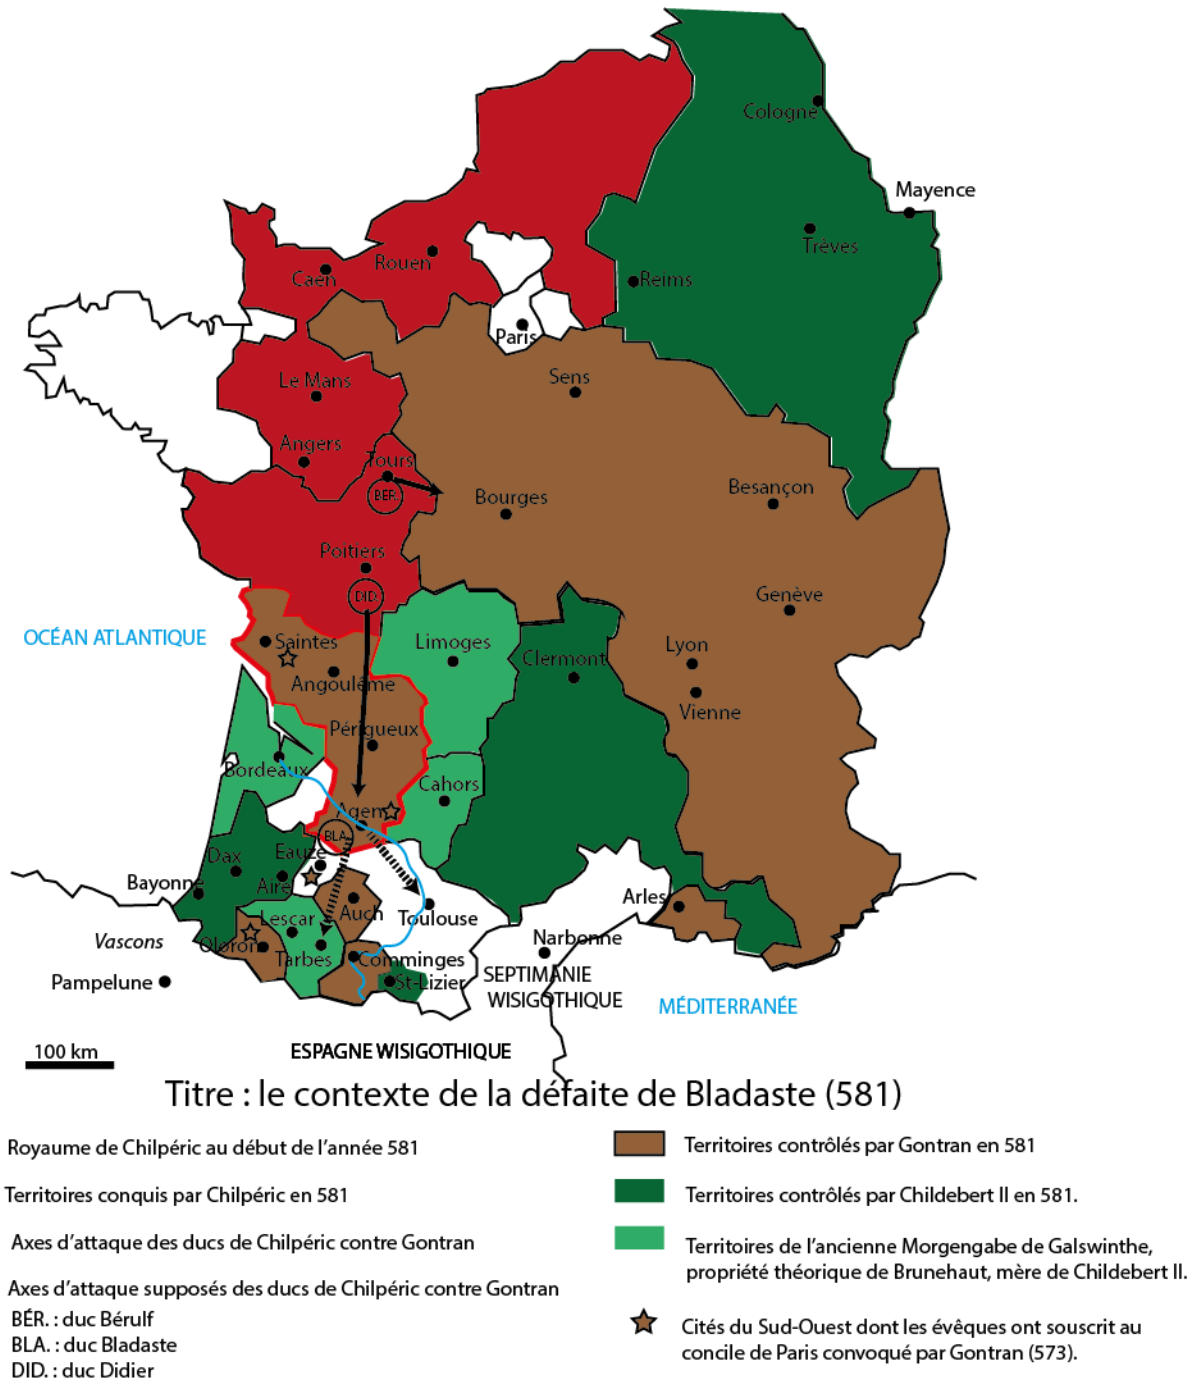 Cologne
Mayence
Trèves
Reims
Rouen
Caen
Paris
Sens
Le Mans
Angers
Tours
BER.
Bourges
Besançon
Poitiers
DID.
Genève
OCÉAN ATLANTIQUE
Saintes
Limoges
Lyon
Clermont
Angoulême
Vienne
Périgueux
Bordeaux
Cahors
Agen
BLA.
Eauze
Dax
Aire
Bayonne
Arles
Auch
Toulouse
Lescar
Vascons
Oloron
Tarbes
Comminges
Narbonne
Pampelune
St-Lizier
SEPTIMANIE
WISIGOTHIQUE
MÉDITERRANÉE
100 km
ESPAGNE WISIGOTHIQUE
Titre : le contexte de la défaite de Bladaste (581)
Royaume de Chilpéric au début de l'année 581
Territoires conquis par Chilpéric en 581
Axes d'attaque des ducs de Chilpéric contre Gontran
Axes d'attaque supposés des ducs de Chilpéric contre Gontran
BÉR. : duc Bérulf
BLA. : duc Bladaste
DID. : duc Didier
Territoires contrôlés par Gontran en 581
Territoires contrôlés par Childebert II en 581.
Territoires de l'ancienne Morgengabe de Galswinthe,
propriété théorique de Brunehaut, mère de Childebert II.
Cités du Sud-Ouest dont les évêques ont souscrit au
concile de Paris convoqué par Gontran (573).